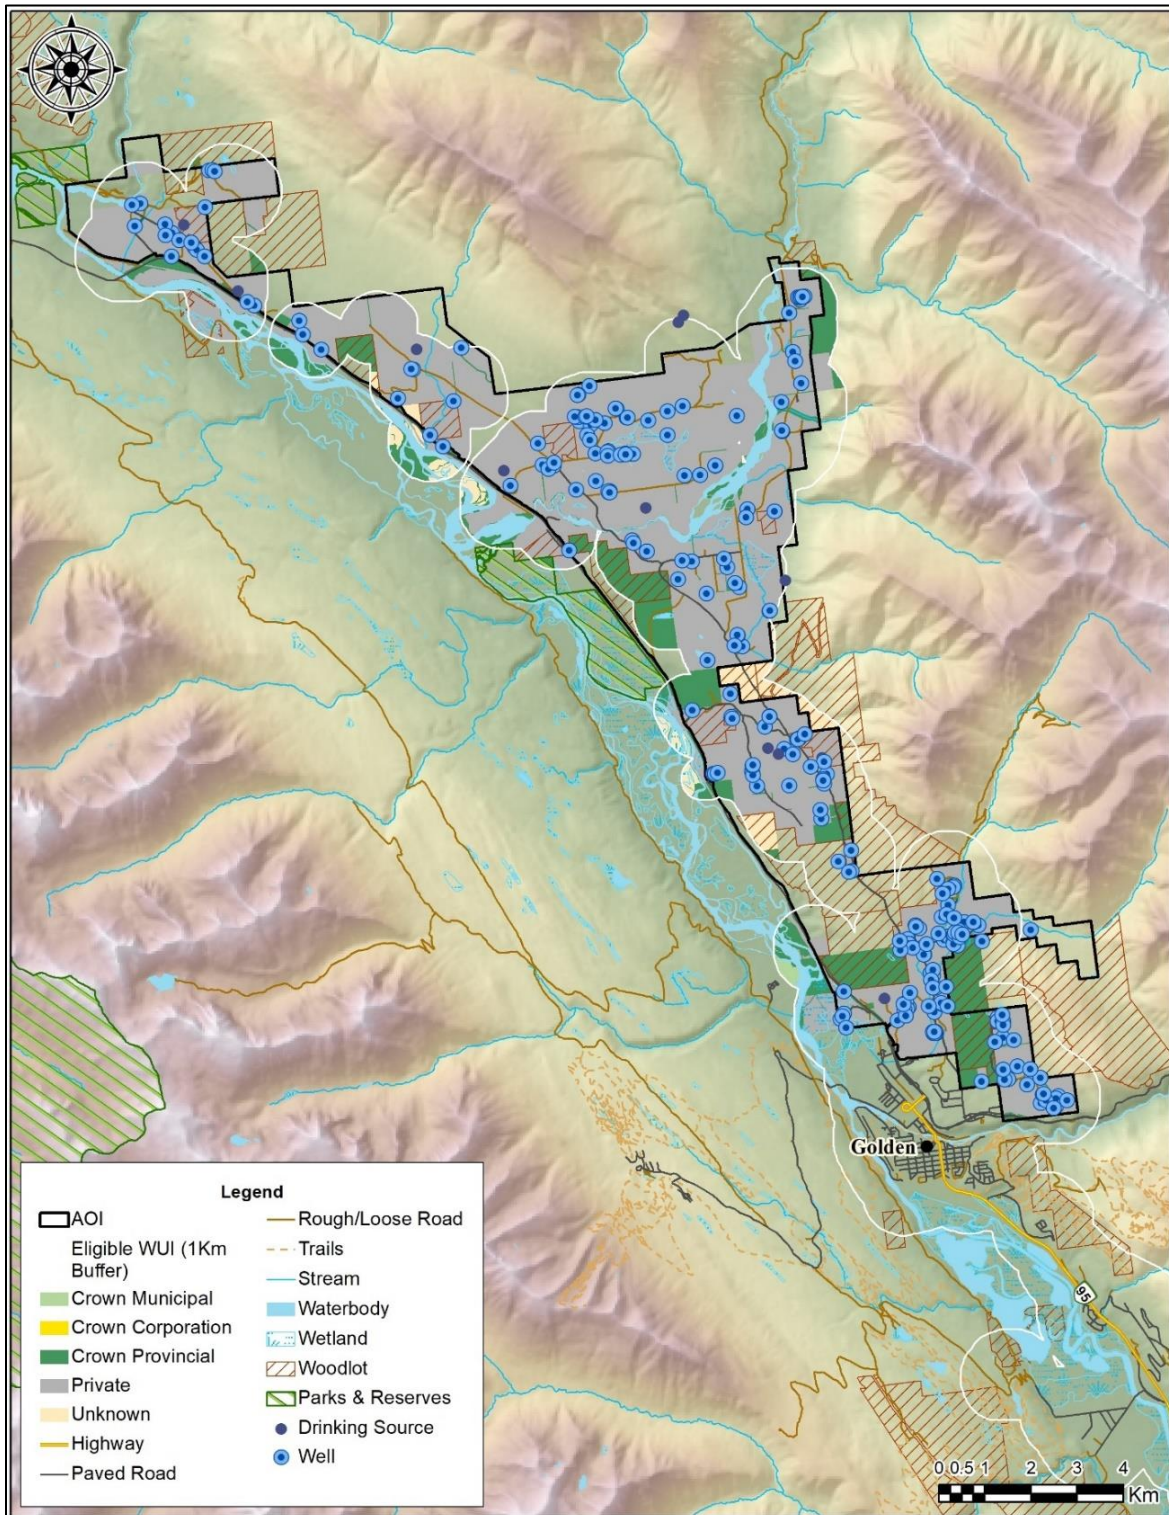 Golden
95
Legend
AOI
Eligible WUI (1Km
Buffer)
Crown Municipal
Crown Corporation
Crown Provincial
Private
Unknown
Highway
Paved Road
Rough/Loose Road
Trails
Stream
Waterbody
Wetland
Woodlot
Parks & Reserves
Drinking Source
Well
0 0.5 1 2 3 4
Km